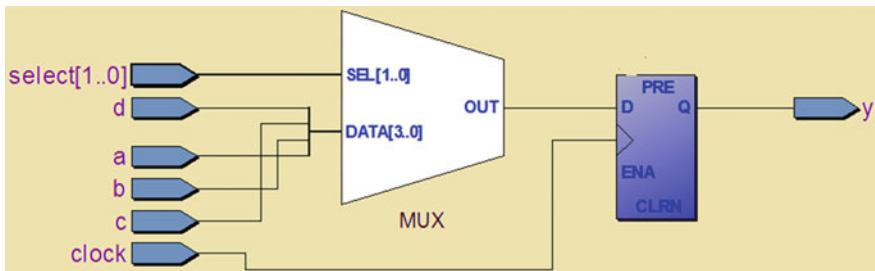 select[1..0]
d
a
b
c
clock
SEL[1..0]
DATA[3..0]
OUT
MUX
PRE
D Q
ENA
CLRN
y